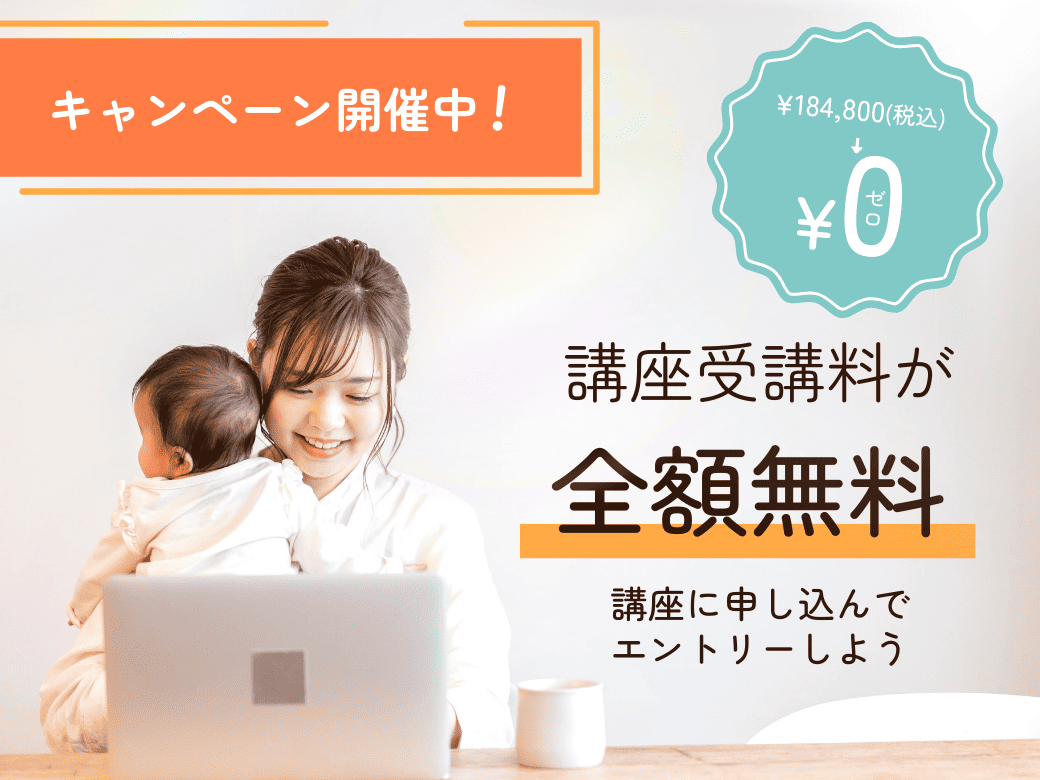 キャンペーン開催中！
¥184,800(税込)
↓
¥0
ゼロ
講座受講料が
全額無料
講座に申し込んで
エントリーしよう